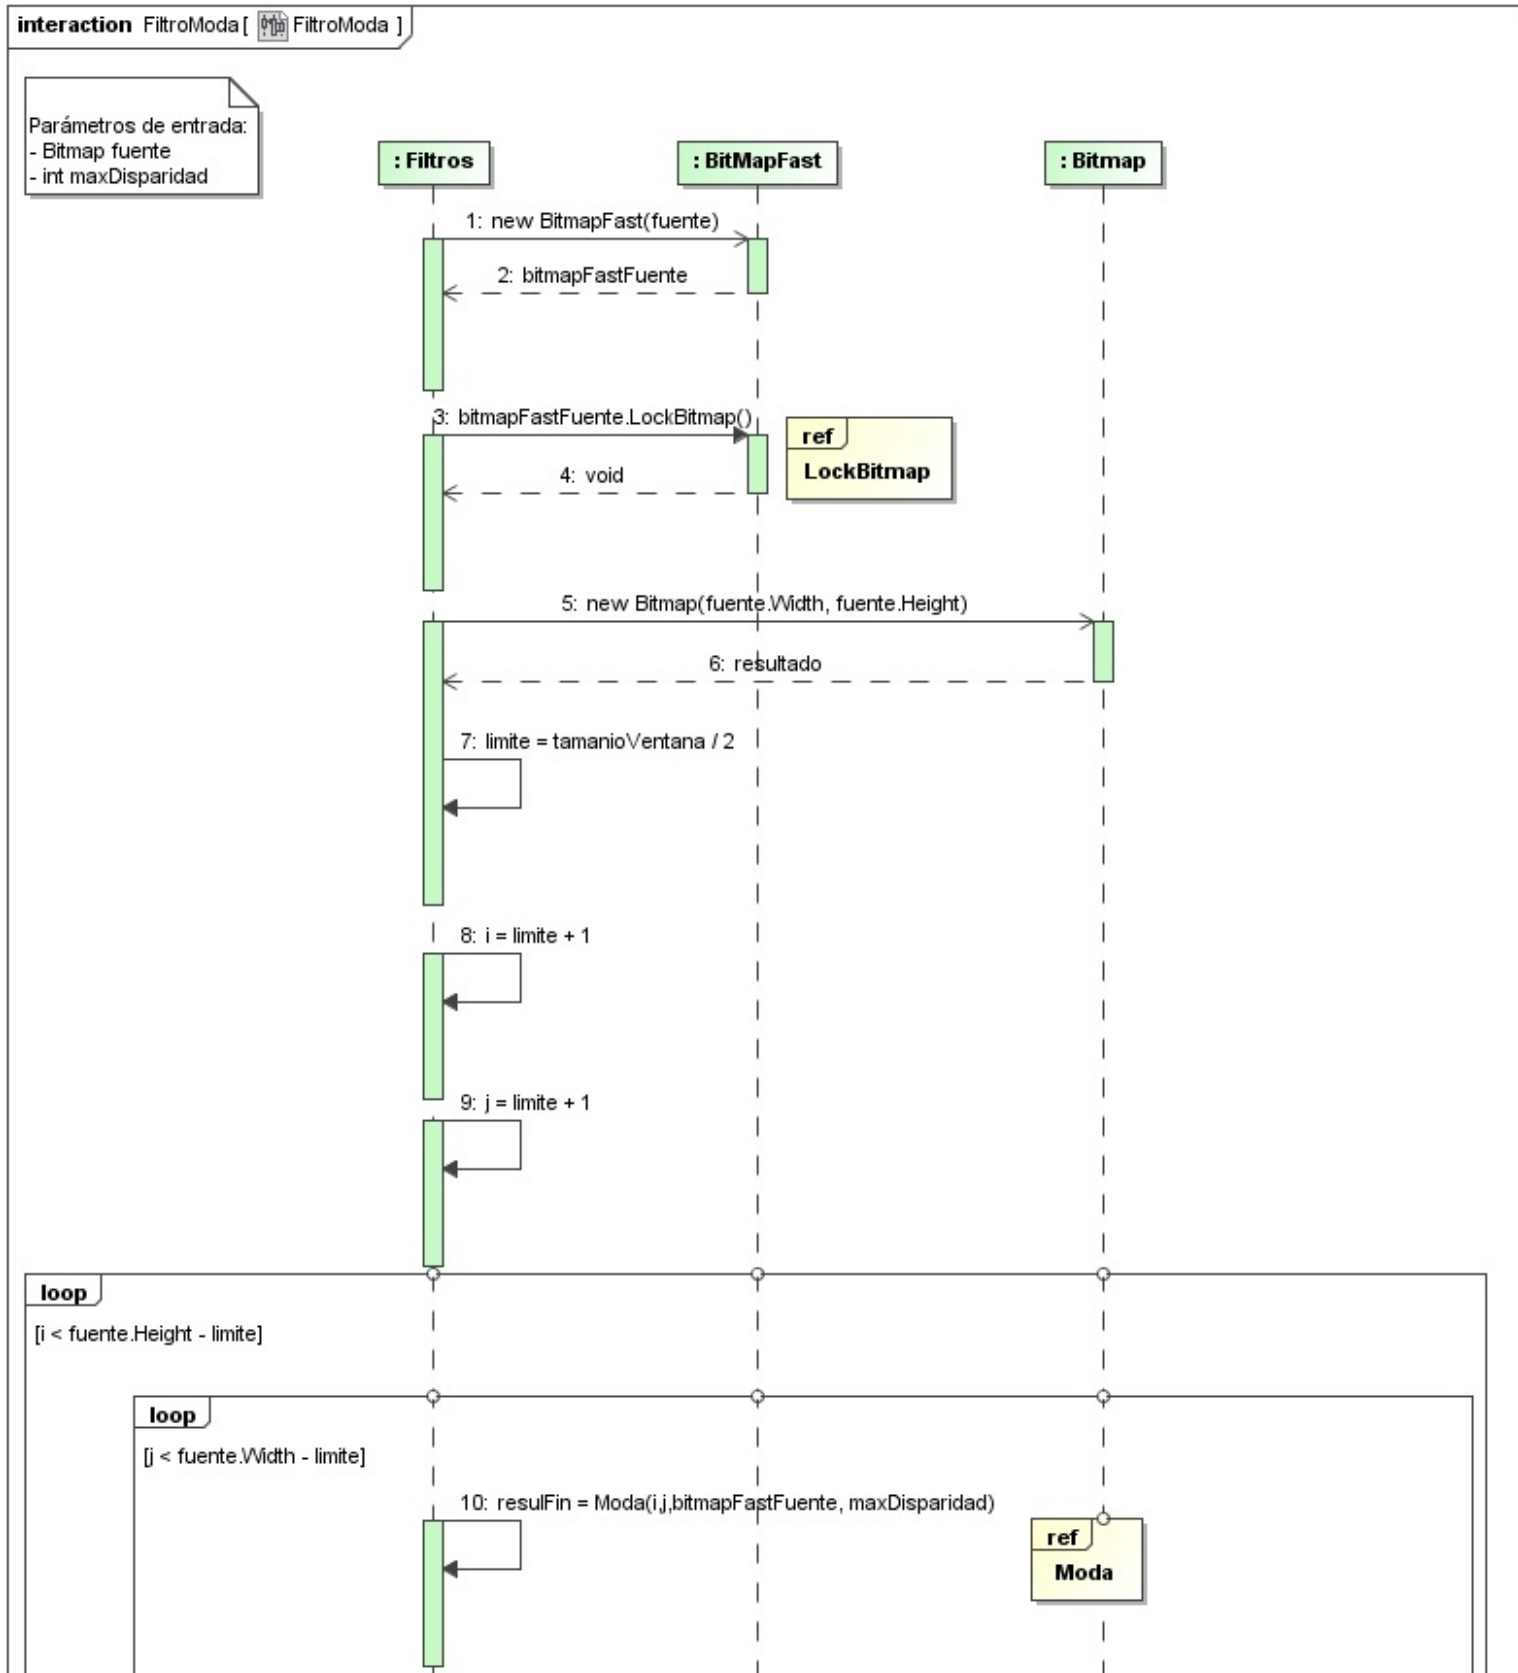 interaction FiltroModa[ FiltroModa ]
Parámetros de entrada:
- Bitmap fuente
- int maxDisparidad
: Filtros
: BitMapFast
: Bitmap
1: new BitmapFast(fuente)
2: bitmapFastFuente
3: bitmapFastFuente.LockBitmap()
ref
LockBitmap
4: void
5: new Bitmap(fuente.Width, fuente.Height)
6: resultado
7: limite = tamanioVentana / 2
8: i = limite + 1
9: j = limite + 1
loop
[i < fuente.Height - limite]
loop
[j < fuente.Width - limite]
10: resulFin = Moda(i,j,bitmapFastFuente, maxDisparidad)
ref
Moda